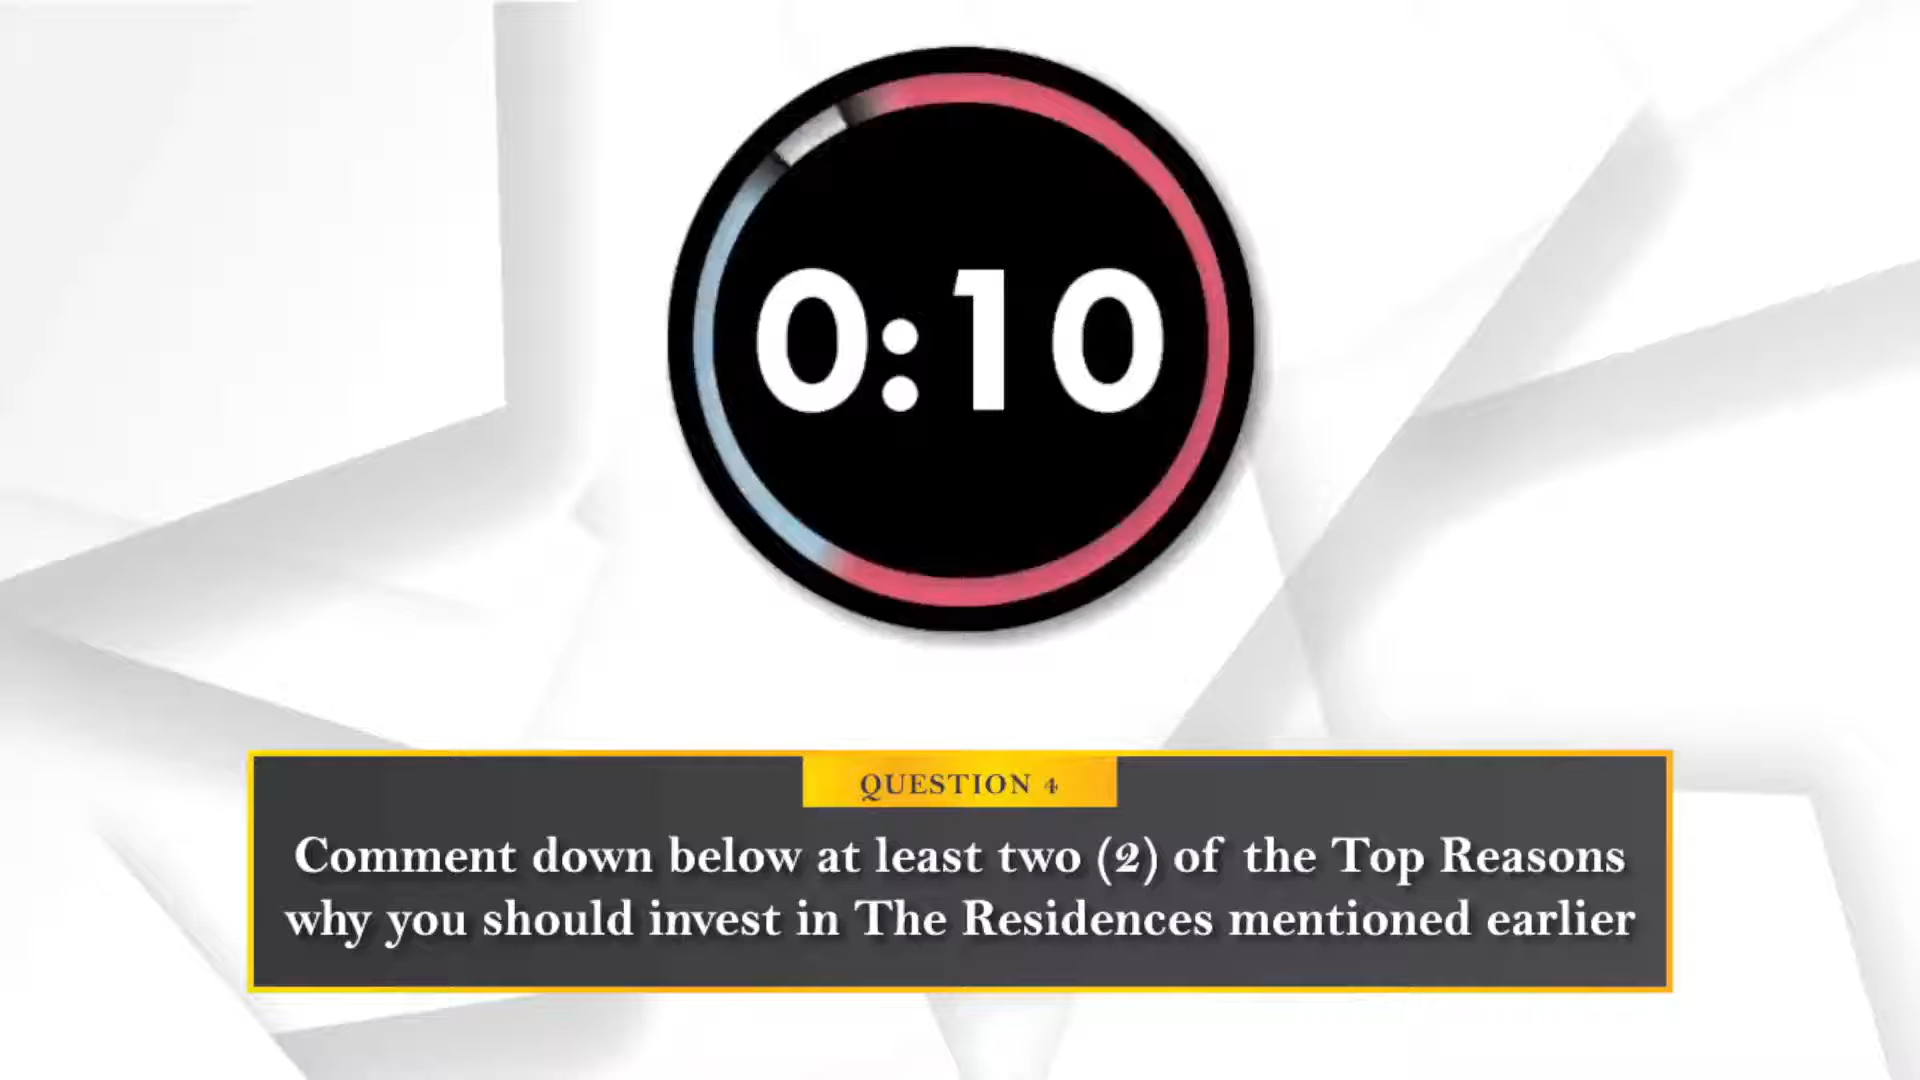 0:10
QUESTION 4
Comment down below at least two (2) of the Top Reasons
why you should invest in The Residences mentioned earlier